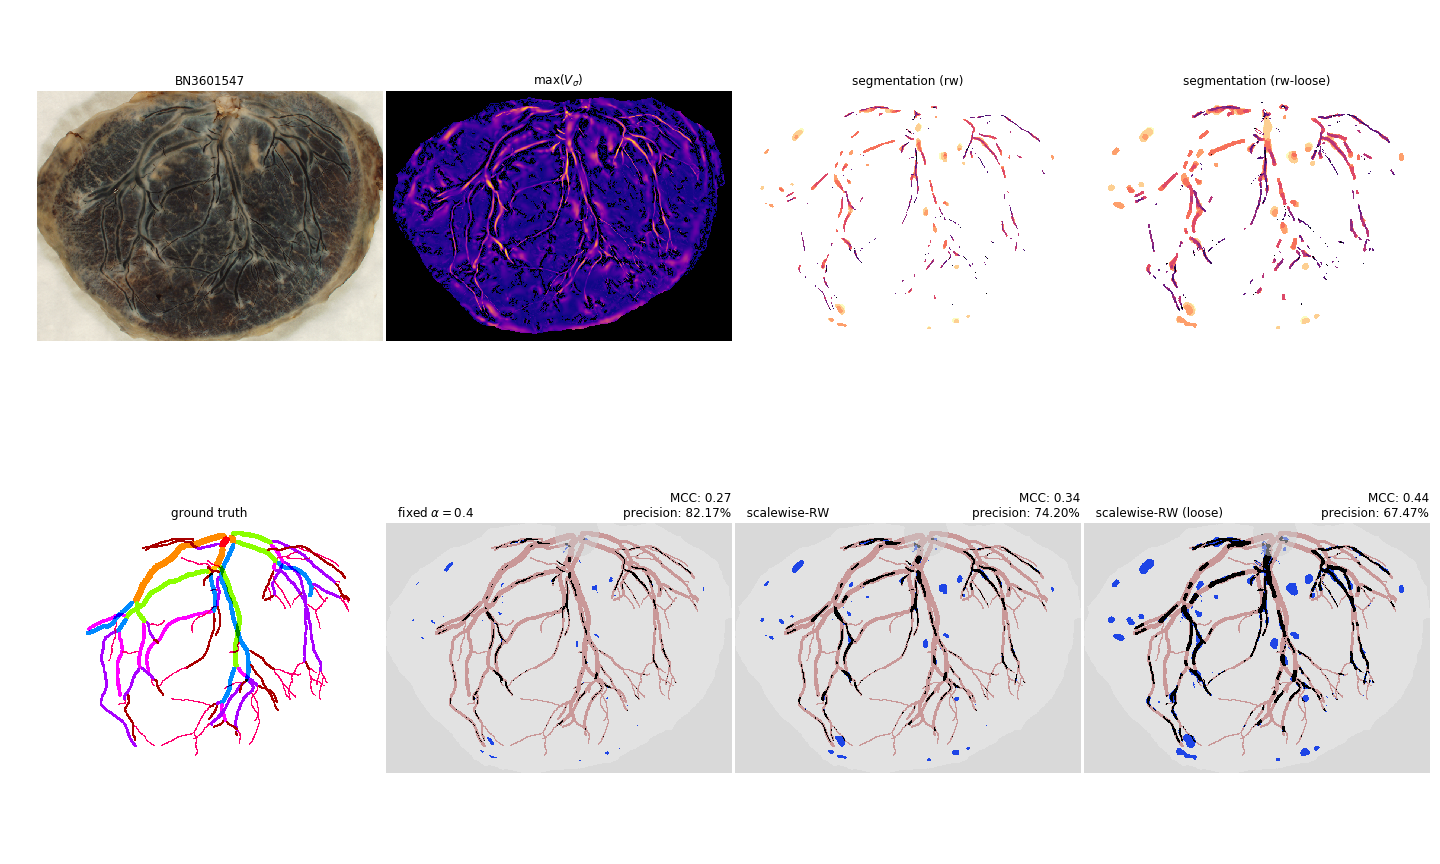 BN3601547
max(V_σ)
segmentation (rw)
segmentation (rw-loose)
ground truth
fixed α = 0.4
MCC: 0.27
precision: 82.17%
scalewise-RW
MCC: 0.34
precision: 74.20%
scalewise-RW (loose)
MCC: 0.44
precision: 67.47%